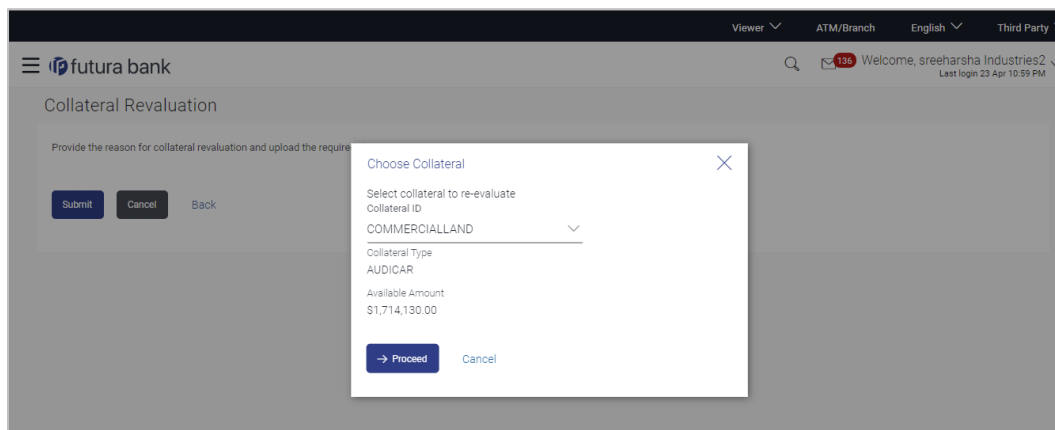 Viewer ATM/Branch English Third Party
futura bank 136 Welcome, sreeharsha Industries2
Last login 23 Apr 10:59 PM
Collateral Revaluation
Provide the reason for collateral revaluation and upload the require
Submit Cancel Back
Choose Collateral
Select collateral to re-evaluate
Collateral ID
COMMERCIALLAND
Collateral Type
AUDICAR
Available Amount
$1,714,130.00
Proceed Cancel